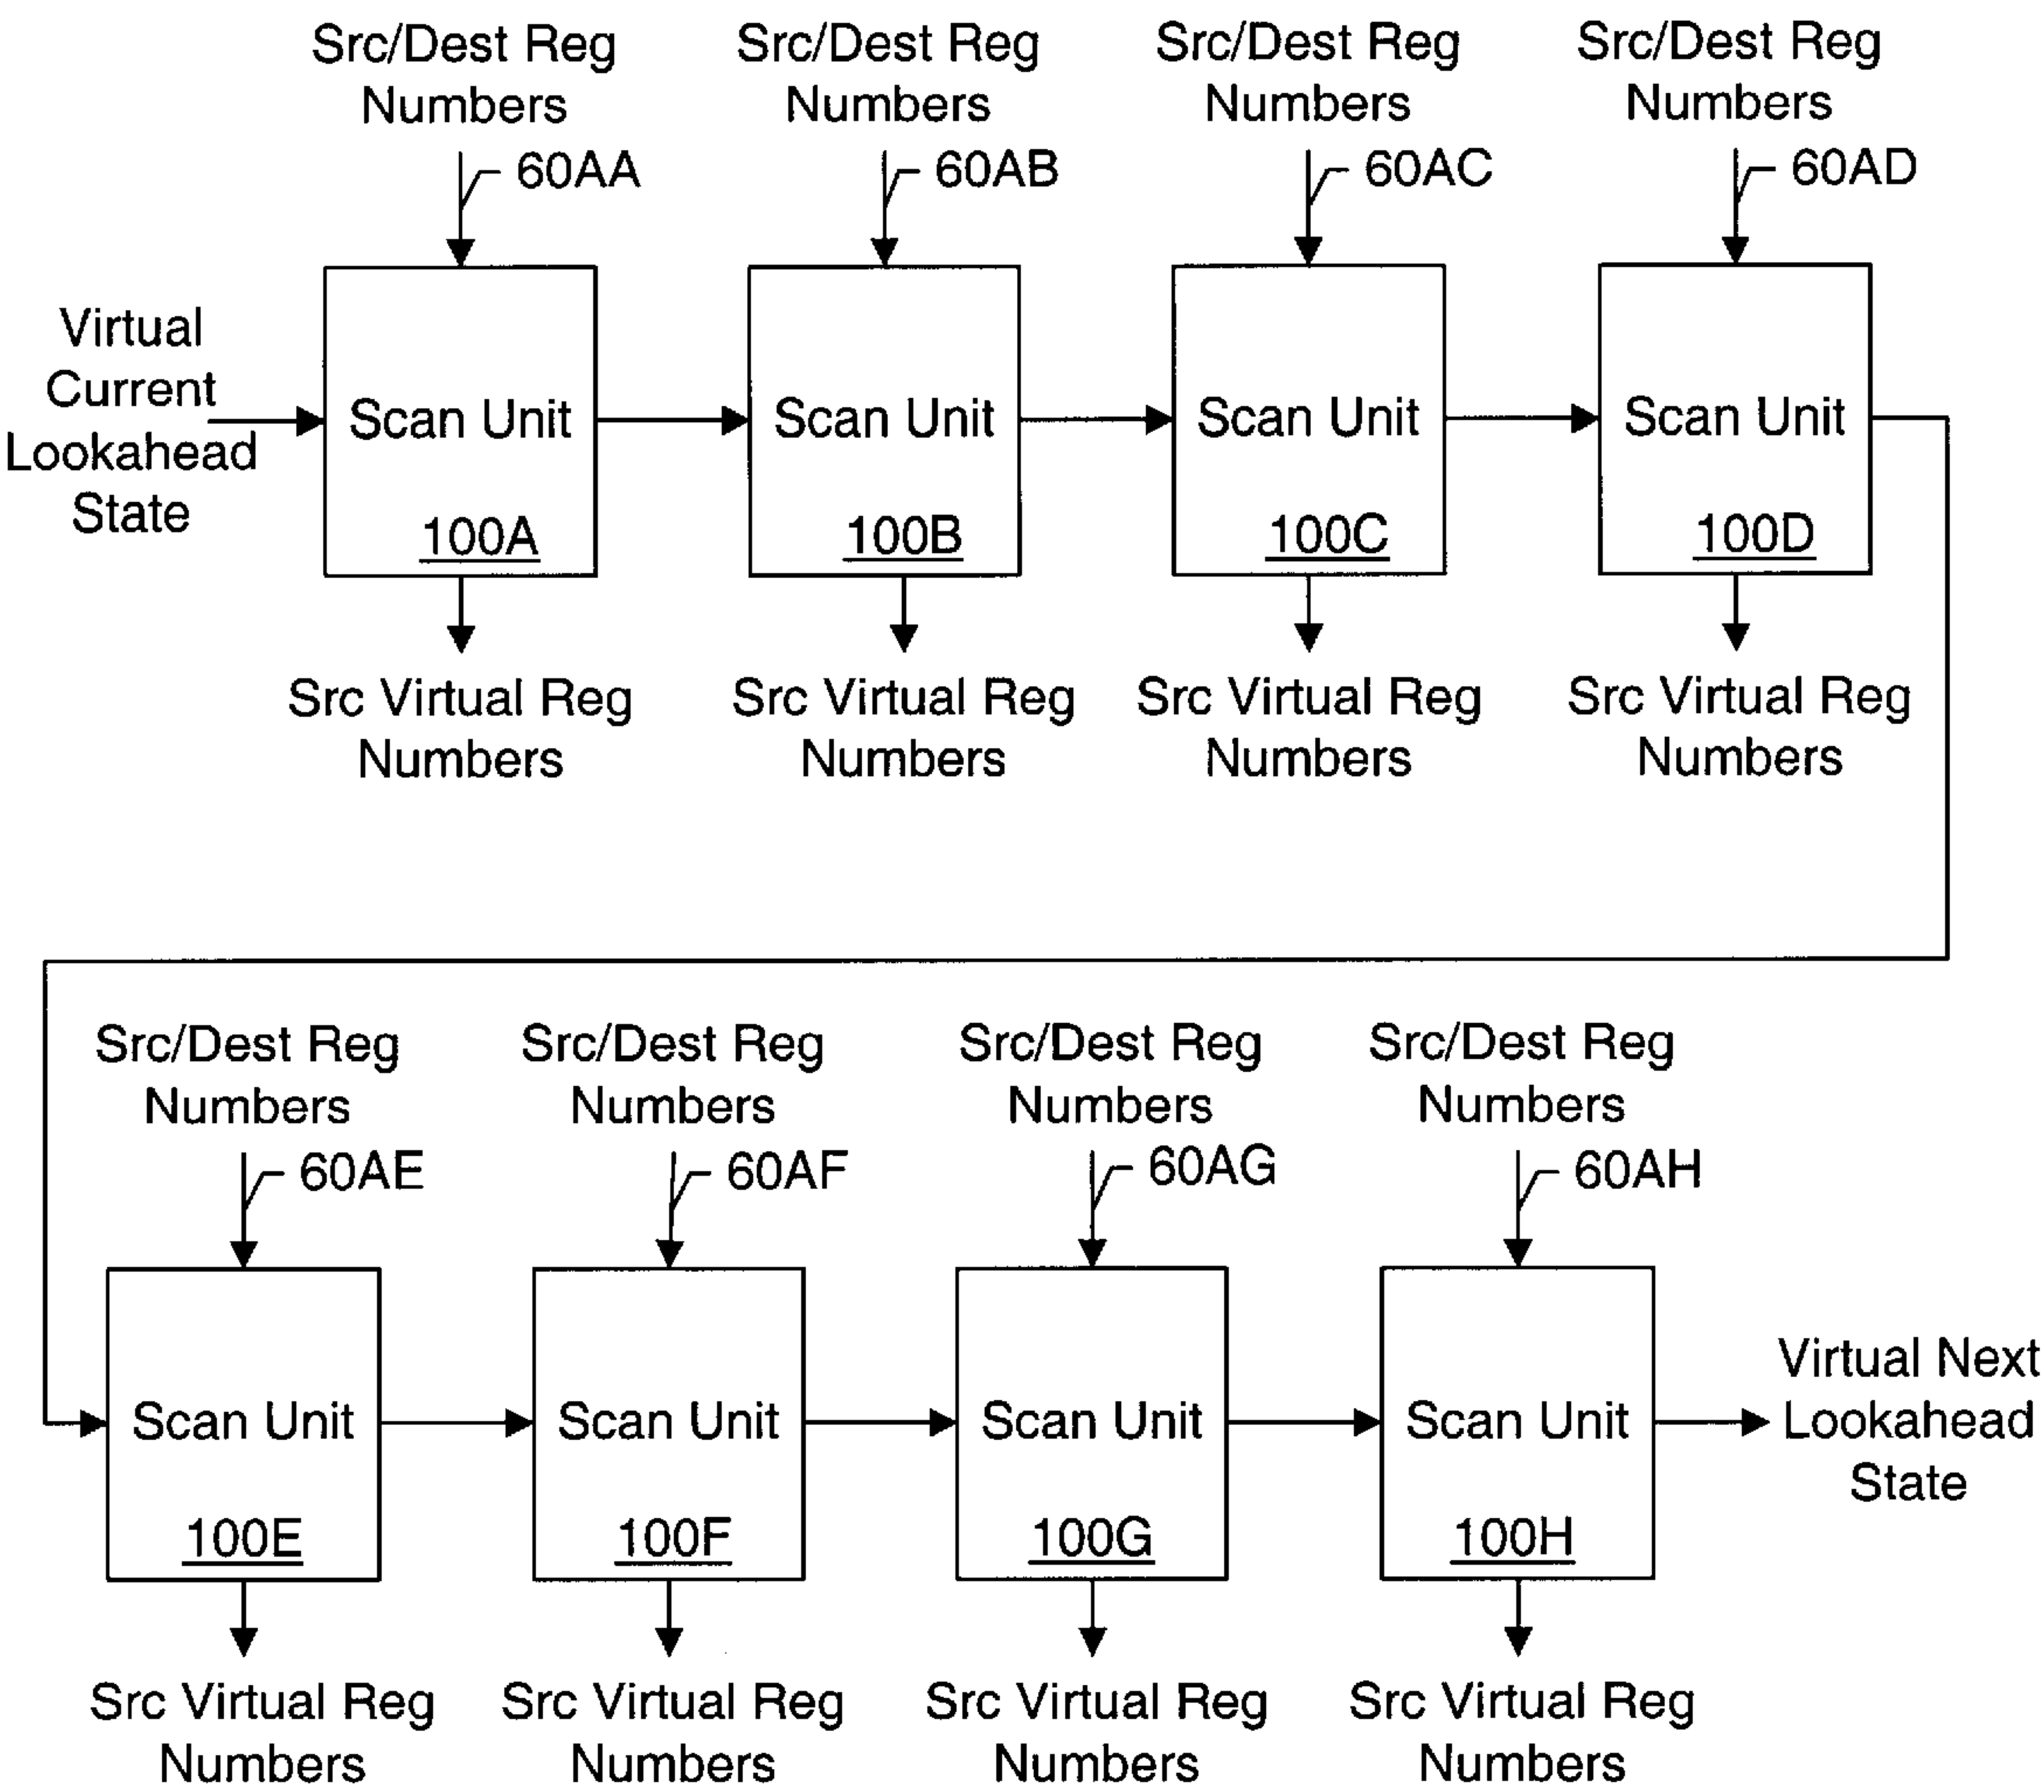 Src/Dest Reg
Numbers
60AA
Src/Dest Reg
Numbers
60AB
Src/Dest Reg
Numbers
60AC
Src/Dest Reg
Numbers
60AD
Virtual
Current
Lookahead
State
Scan Unit
100A
Scan Unit
100B
Scan Unit
100C
Scan Unit
100D
Src Virtual Reg
Numbers
Src Virtual Reg
Numbers
Src Virtual Reg
Numbers
Src Virtual Reg
Numbers
Src/Dest Reg
Numbers
60AE
Src/Dest Reg
Numbers
60AF
Src/Dest Reg
Numbers
60AG
Src/Dest Reg
Numbers
60AH
Scan Unit
100E
Scan Unit
100F
Scan Unit
100G
Scan Unit
100H
Virtual Next
Lookahead
State
Src Virtual Reg
Numbers
Src Virtual Reg
Numbers
Src Virtual Reg
Numbers
Src Virtual Reg
Numbers